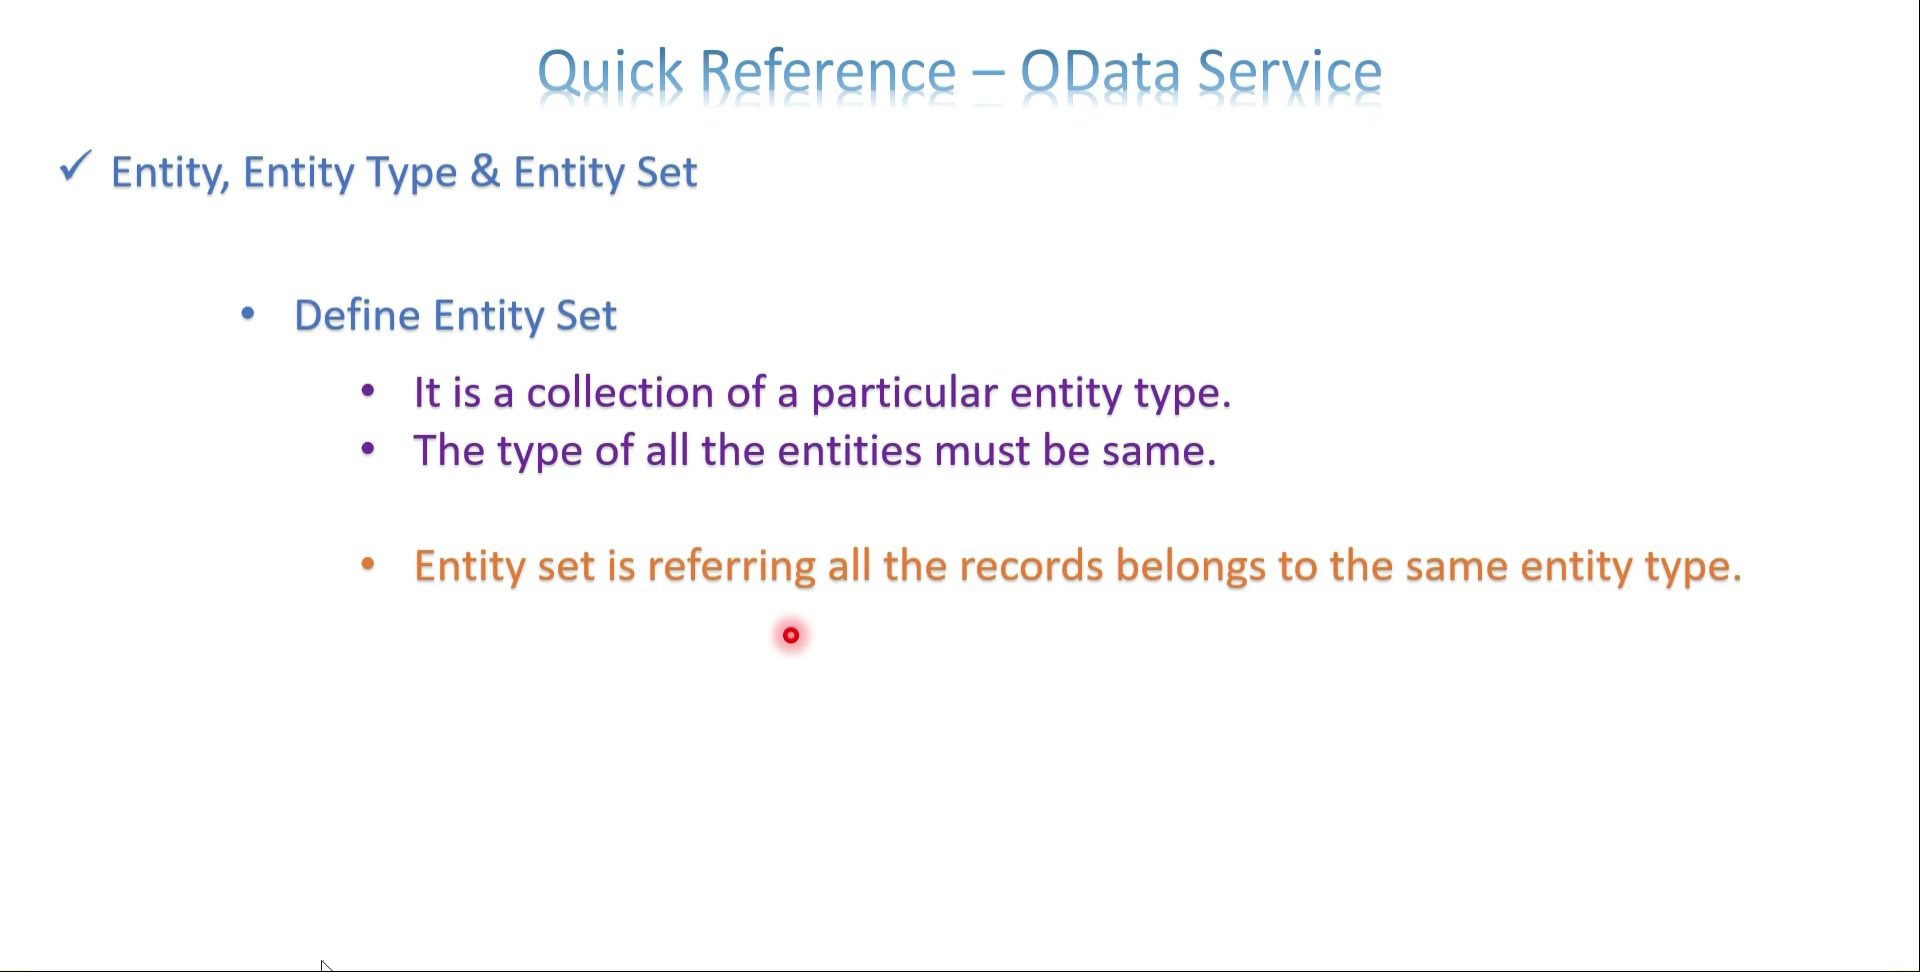 Quick Reference – OData Service
✓ Entity, Entity Type & Entity Set
• Define Entity Set
• It is a collection of a particular entity type.
• The type of all the entities must be same.
• Entity set is referring all the records belongs to the same entity type.